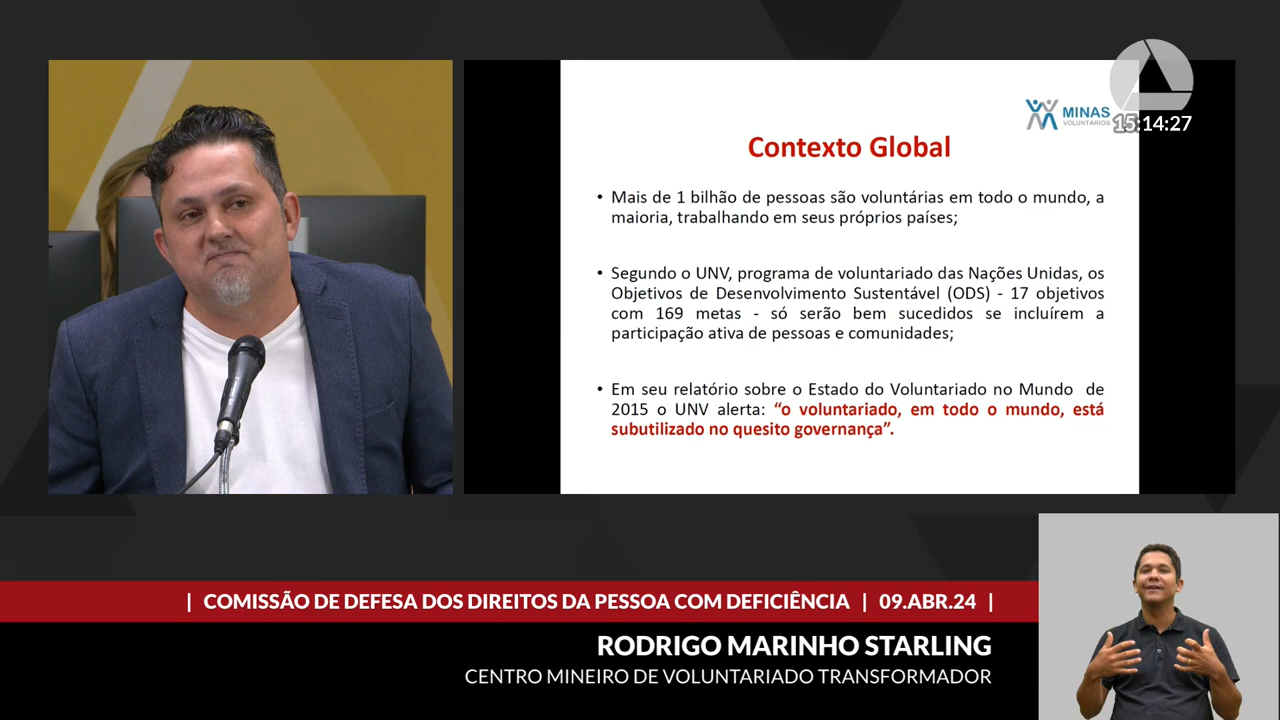 MINAS
VOLUNTÁRIOS
15:14:27
Contexto Global
• Mais de 1 bilhão de pessoas são voluntárias em todo o mundo, a
maioria, trabalhando em seus próprios países;
• Segundo o UNV, programa de voluntariado das Nações Unidas, os
Objetivos de Desenvolvimento Sustentável (ODS) - 17 objetivos
com 169 metas - só serão bem sucedidos se incluírem a
participação ativa de pessoas e comunidades;
• Em seu relatório sobre o Estado do Voluntariado no Mundo de
2015 o UNV alerta: “o voluntariado, em todo o mundo, está
subutilizado no quesito governança”.
| COMISSÃO DE DEFESA DOS DIREITOS DA PESSOA COM DEFICIÊNCIA | 09.ABR.24 |
RODRIGO MARINHO STARLING
CENTRO MINEIRO DE VOLUNTARIADO TRANSFORMADOR